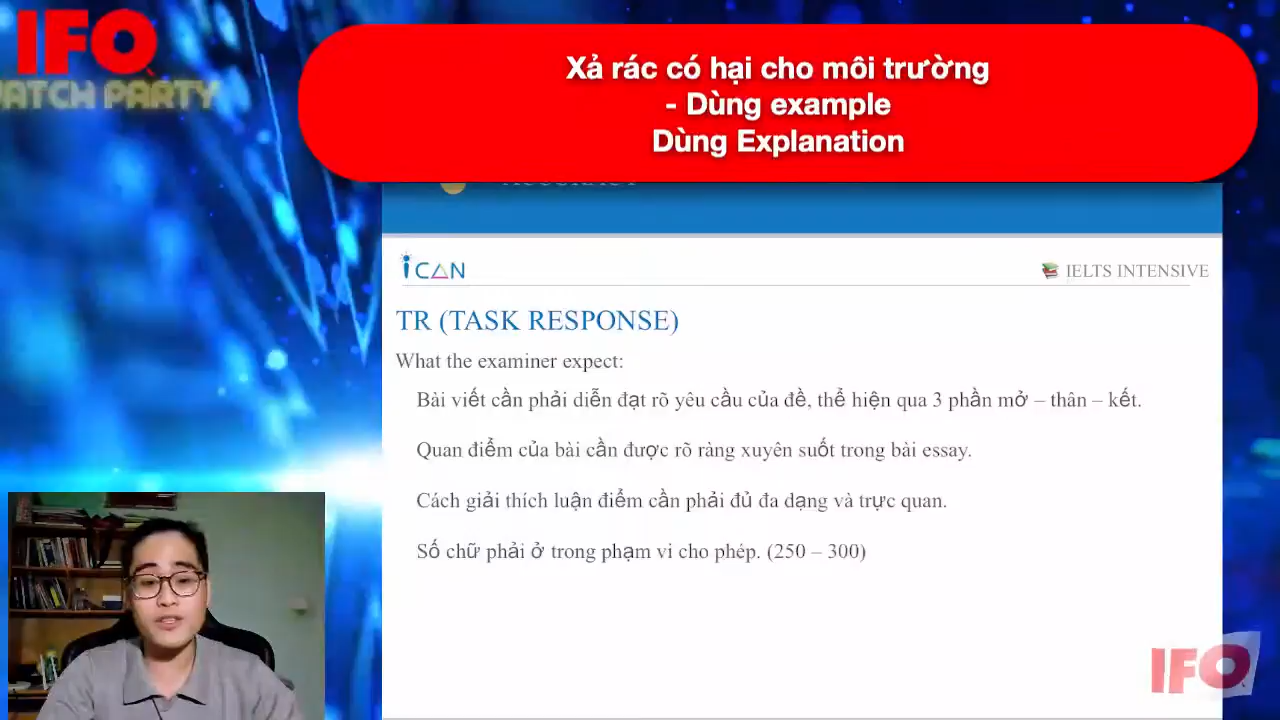 IFO
WATCH PARTY
Xả rác có hại cho môi trường
- Dùng example
Dùng Explanation
iCAN
IELTS INTENSIVE
TR (TASK RESPONSE)
What the examiner expect:
Bài viết cần phải diễn đạt rõ yêu cầu của đề, thể hiện qua 3 phần mở – thân – kết.
Quan điểm của bài cần được rõ ràng xuyên suốt trong bài essay.
Cách giải thích luận điểm cần phải đủ đa dạng và trực quan.
Số chữ phải ở trong phạm vi cho phép. (250 – 300)
IFO